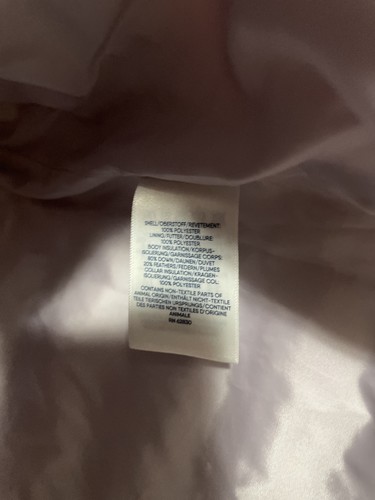 SHELL/OBERSTOFF/REVETEMENT
100% POLYESTER
LINING/FUTTER/DOUBLURE
100% POLYESTER
BODY INSULATION/KORPUS-
ISOLIERUNG/GARNISSAGE CORPS
80% DOWN/DAUNEN/DUVET
20% FEATHERS/FEDERN/PLUMES
COLLAR INSULATION/KRAGEN-
ISOLIERUNG/GARNISSAGE COL
100% POLYESTER
CONTAINS NON-TEXTILE PARTS OF
ANIMAL ORIGIN/ENTHÄLT NICHT-TEXTILE
TEILE TIERISCHEN URSPRUNGS/CONTIENT
DES PARTIES NON TEXTILES D'ORIGINE
ANIMALE